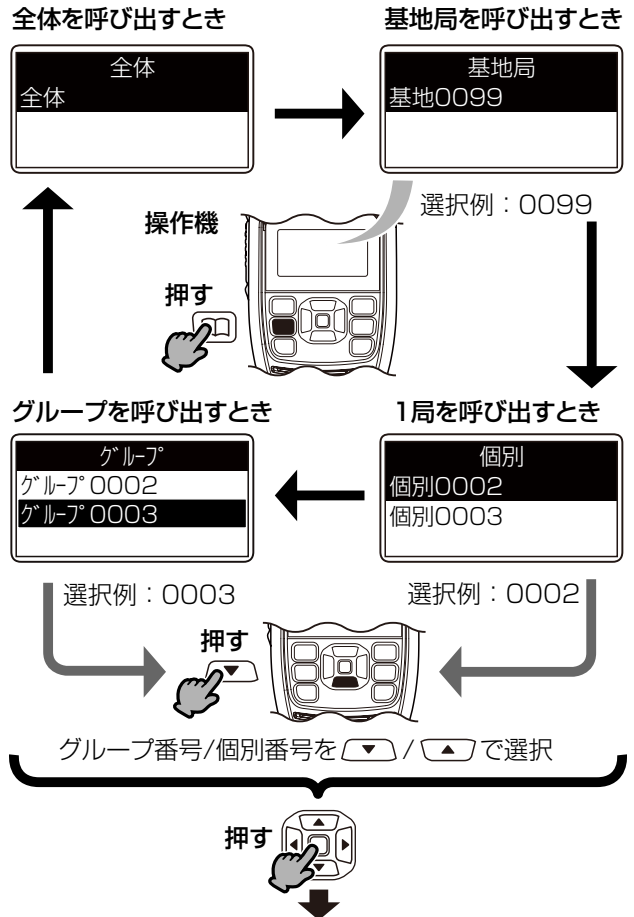 全体を呼び出すとき
全体
全体
基地局を呼び出すとき
基地局
基地0099
選択例：0099
操作機
押す
グループを呼び出すとき
ｸﾞﾙｰﾌﾟ
ｸﾞﾙｰﾌﾟ0002
ｸﾞﾙｰﾌﾟ0003
選択例：0003
1局を呼び出すとき
個別
個別0002
個別0003
選択例：0002
押す
グループ番号/個別番号を▼/▲で選択
押す